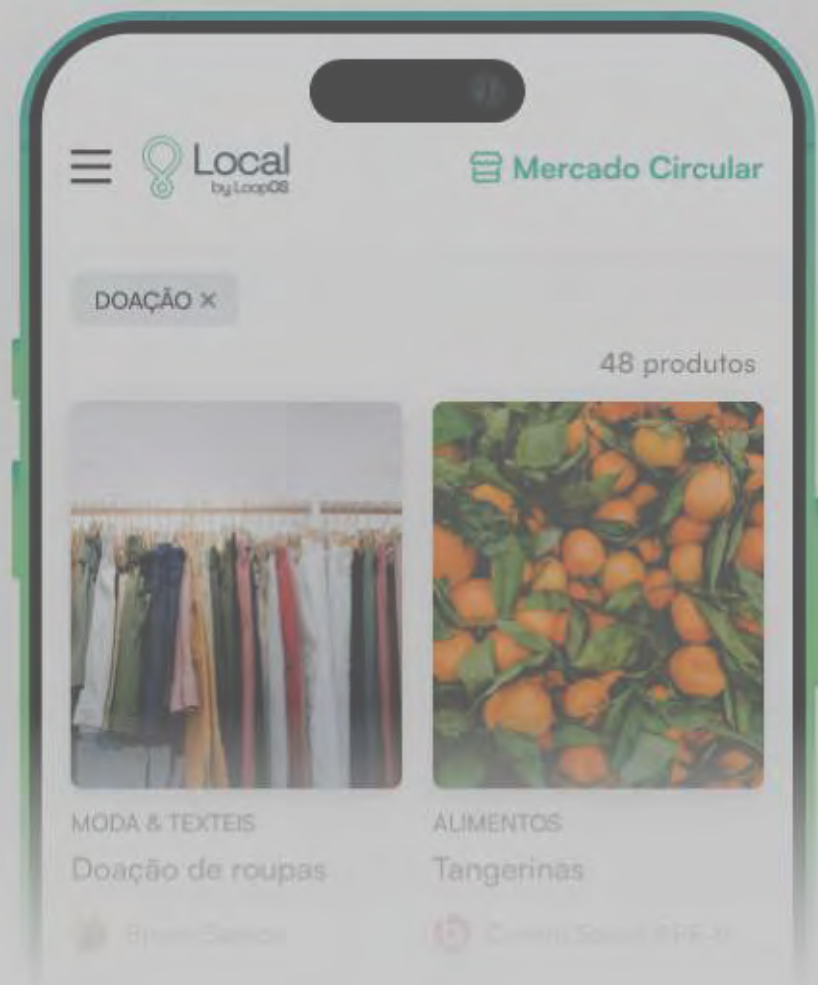 Local
by LoopOS
Mercado Circular
DOAÇÃO ×
48 produtos
MODA & TEXTEIS
ALIMENTOS
Doação de roupas
Tangerinas